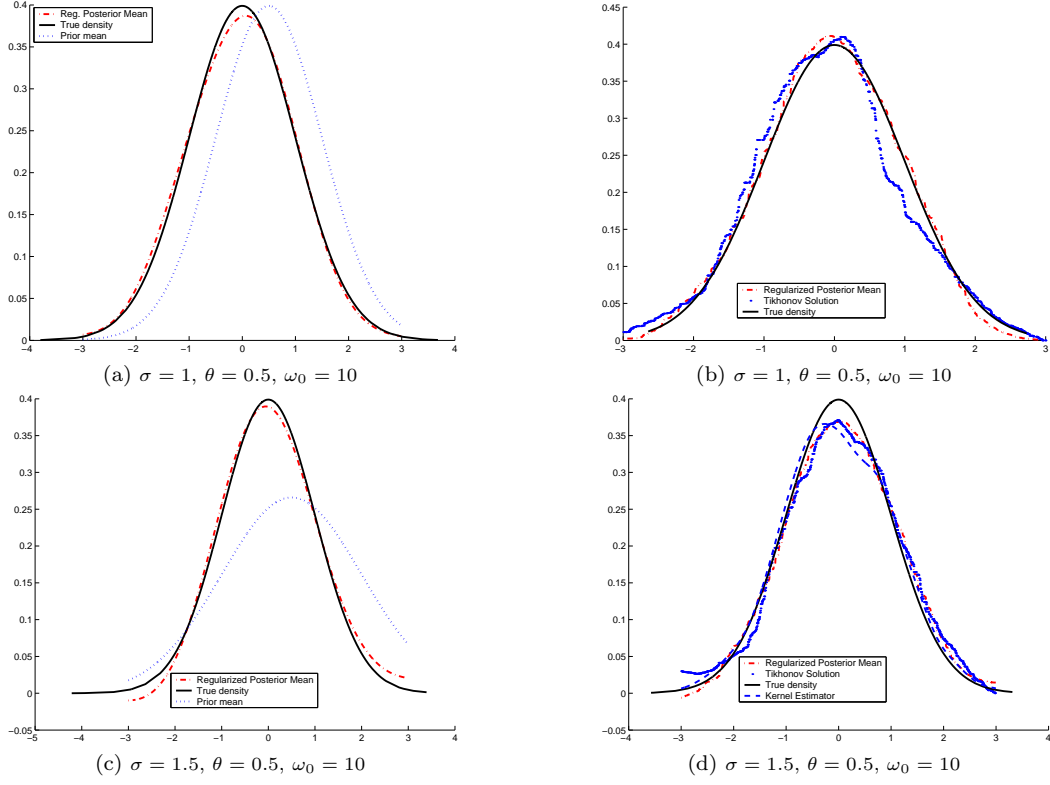 Reg. Posterior Mean
True density
Prior mean
0.4
0.35
0.3
0.25
0.2
0.15
0.1
0.05
0
−4 −3 −2 −1 0 1 2 3 4
(a) σ = 1, θ = 0.5, ω₀ = 10
0.45
0.4
0.35
0.3
0.25
0.2
0.15
0.1
0.05
0
Regularized Posterior Mean
Tikhonov Solution
True density
−3 −2 −1 0 1 2 3
(b) σ = 1, θ = 0.5, ω₀ = 10
0.4
0.35
0.3
0.25
0.2
0.15
0.1
0.05
0
−0.05
Regularized Posterior Mean
True density
Prior mean
−5 −4 −3 −2 −1 0 1 2 3 4
(c) σ = 1.5, θ = 0.5, ω₀ = 10
0.4
0.35
0.3
0.25
0.2
0.15
0.1
0.05
0
−0.05
Regularized Posterior Mean
Tikhonov Solution
True density
Kernel Estimator
−4 −3 −2 −1 0 1 2 3 4
(d) σ = 1.5, θ = 0.5, ω₀ = 10